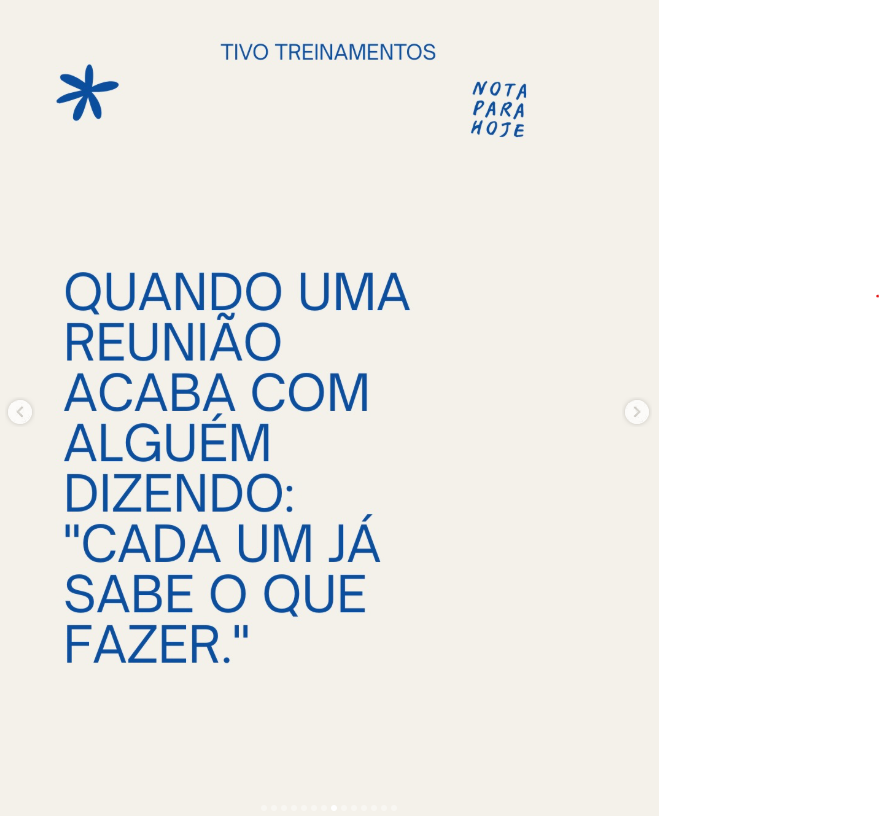 TIVO TREINAMENTOS
NOTA
PARA
HOJE
QUANDO UMA
REUNIÃO
ACABA COM
ALGUÉM
DIZENDO:
"CADA UM JÁ
SABE O QUE
FAZER."